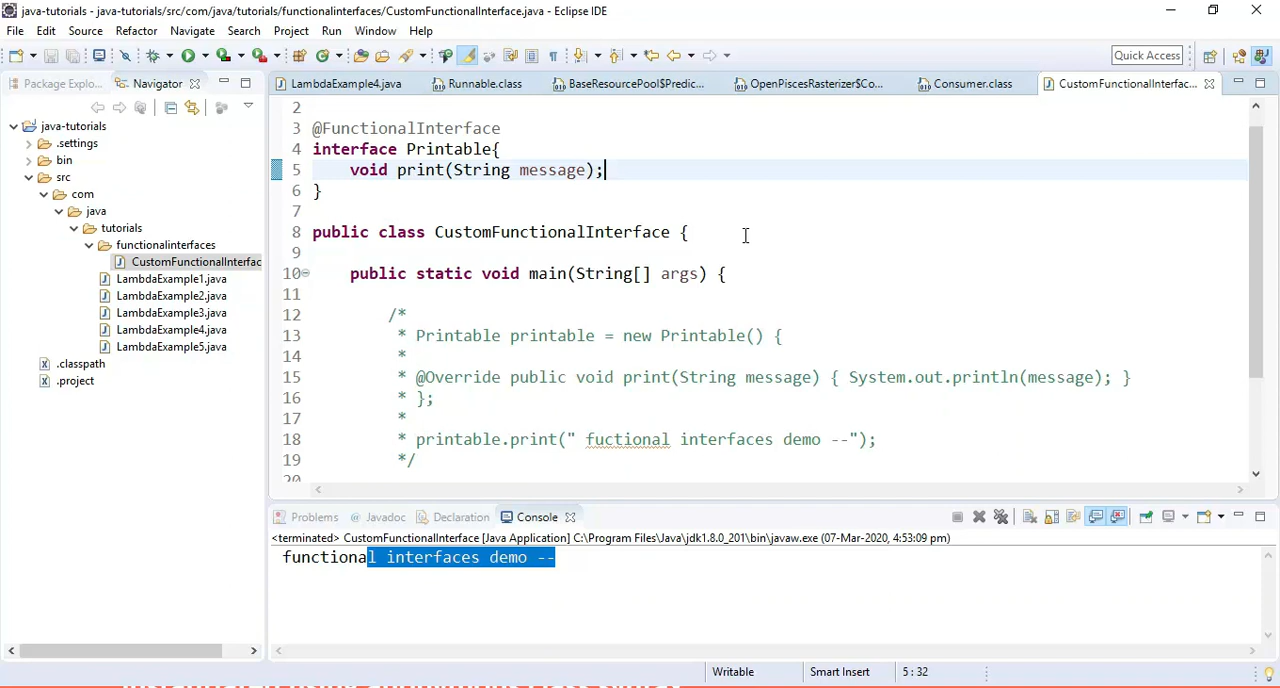 java-tutorials - java-tutorials/src/com/java/tutorials/functionalinterfaces/CustomFunctionalInterface.java - Eclipse IDE
File Edit Source Refactor Navigate Search Project Run Window Help
Quick Access
Package Explo... Navigator
LambdaExample4.java Runnable.class BaseResourcePool$Predic... OpenPiscesRasterizer$Co... Consumer.class CustomFunctionalInterfac...
java-tutorials
.settings
bin
src
com
java
tutorials
functionalinterfaces
CustomFunctionalInterfac
LambdaExample1.java
LambdaExample2.java
LambdaExample3.java
LambdaExample4.java
LambdaExample5.java
.classpath
.project
2
3 @FunctionalInterface
4 interface Printable{
5 void print(String message);
6 }
7
8 public class CustomFunctionalInterface {
9
10 public static void main(String[] args) {
11
12 /*
13 * Printable printable = new Printable() {
14 *
15 * @Override public void print(String message) { System.out.println(message); }
16 * };
17 *
18 * printable.print(" fuctional interfaces demo --");
19 */
20
Problems @ Javadoc Declaration Console
<terminated> CustomFunctionalInterface [Java Application] C:\Program Files\Java\jdk1.8.0_201\bin\javaw.exe (07-Mar-2020, 4:53:09 pm)
functional interfaces demo --
Writable Smart Insert 5 : 32